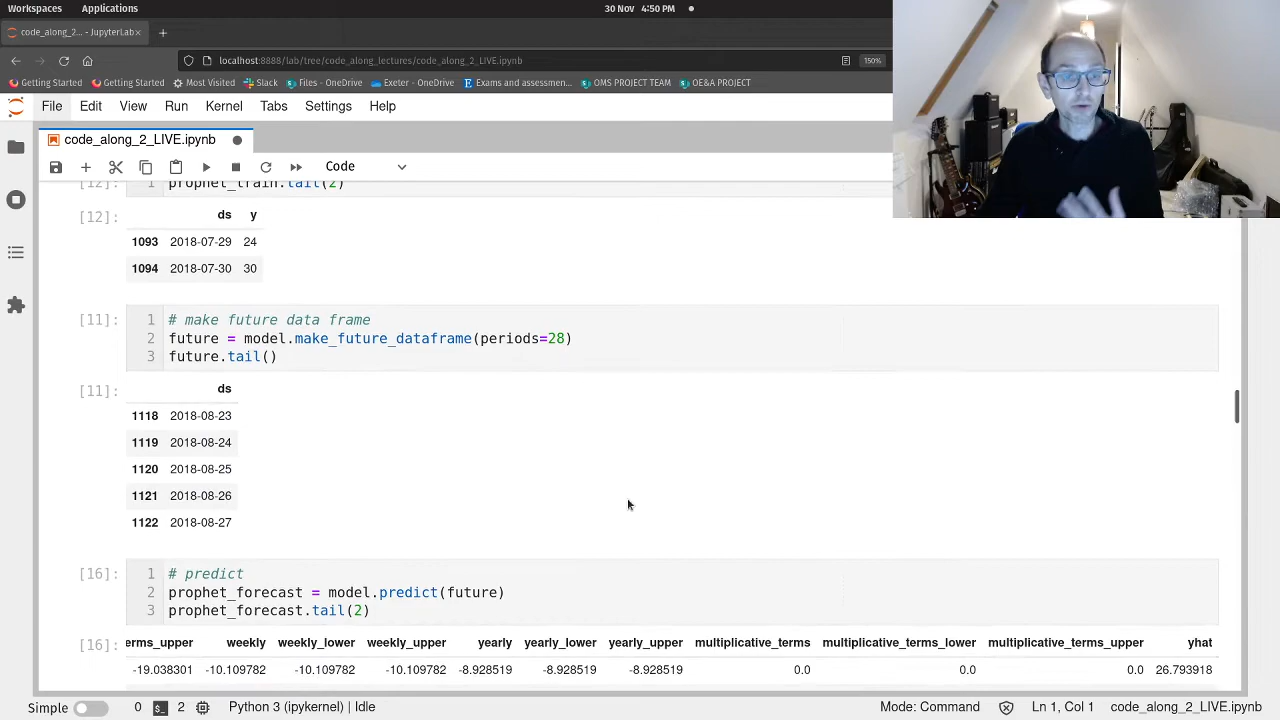 Workspaces Applications 30 Nov 4:50 PM
code_along_2... - JupyterLab
localhost:8888/lab/tree/code_along_lectures/code_along_2_LIVE.ipynb 150%
Getting Started Getting Started Most Visited Slack Files - OneDrive Exeter - OneDrive Exams and assessmen... OMS PROJECT TEAM OE&A PROJECT
File Edit View Run Kernel Tabs Settings Help
code_along_2_LIVE.ipynb
Code
[12]: 1 prophet_train.tail(2)
[12]: ds y
1093 2018-07-29 24
1094 2018-07-30 30
[11]: 1 # make future data frame
2 future = model.make_future_dataframe(periods=28)
3 future.tail()
[11]: ds
1118 2018-08-23
1119 2018-08-24
1120 2018-08-25
1121 2018-08-26
1122 2018-08-27
[16]: 1 # predict
2 prophet_forecast = model.predict(future)
3 prophet_forecast.tail(2)
[16]: erms_upper weekly weekly_lower weekly_upper yearly yearly_lower yearly_upper multiplicative_terms multiplicative_terms_lower multiplicative_terms_upper yhat
-19.038301 -10.109782 -10.109782 -10.109782 -8.928519 -8.928519 -8.928519 0.0 0.0 0.0 26.793918
Simple 0 2 Python 3 (ipykernel) | Idle Mode: Command Ln 1, Col 1 code_along_2_LIVE.ipynb